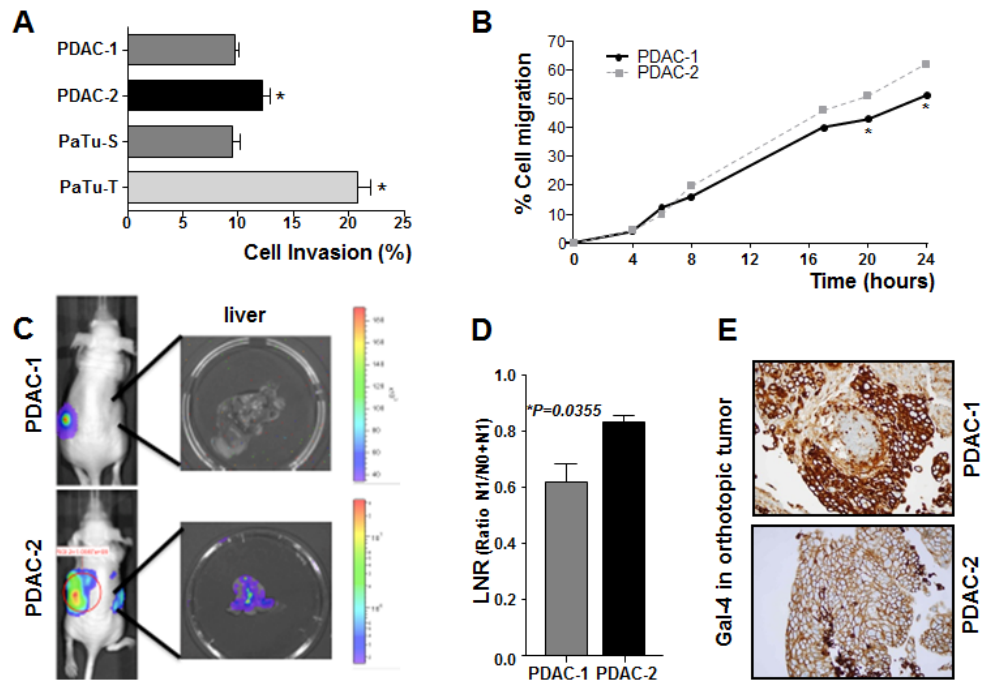 A
PDAC-1
PDAC-2
*
PaTu-S
PaTu-T
*
0 5 10 15 20 25
Cell Invasion (%)
B
70
60
50
40
30
20
10
0
% Cell migration
PDAC-1
PDAC-2
*
*
0 4 8 12 16 20 24
Time (hours)
C
liver
PDAC-1
PDAC-2
D
1.0
0.8
0.6
0.4
0.2
0.0
LNR (Ratio N1/N0+N1)
*P=0.0355
PDAC-1 PDAC-2
E
Gal-4 in orthotopic tumor
PDAC-1
PDAC-2